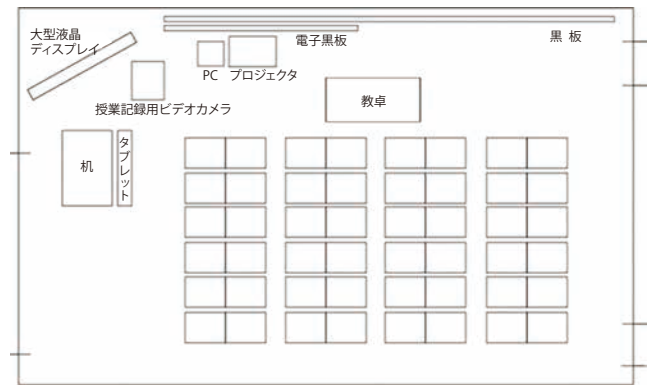 大型液晶
ディスプレイ
電子黒板
黒 板
PC
プロジェクタ
教卓
授業記録用ビデオカメラ
机
タブレット